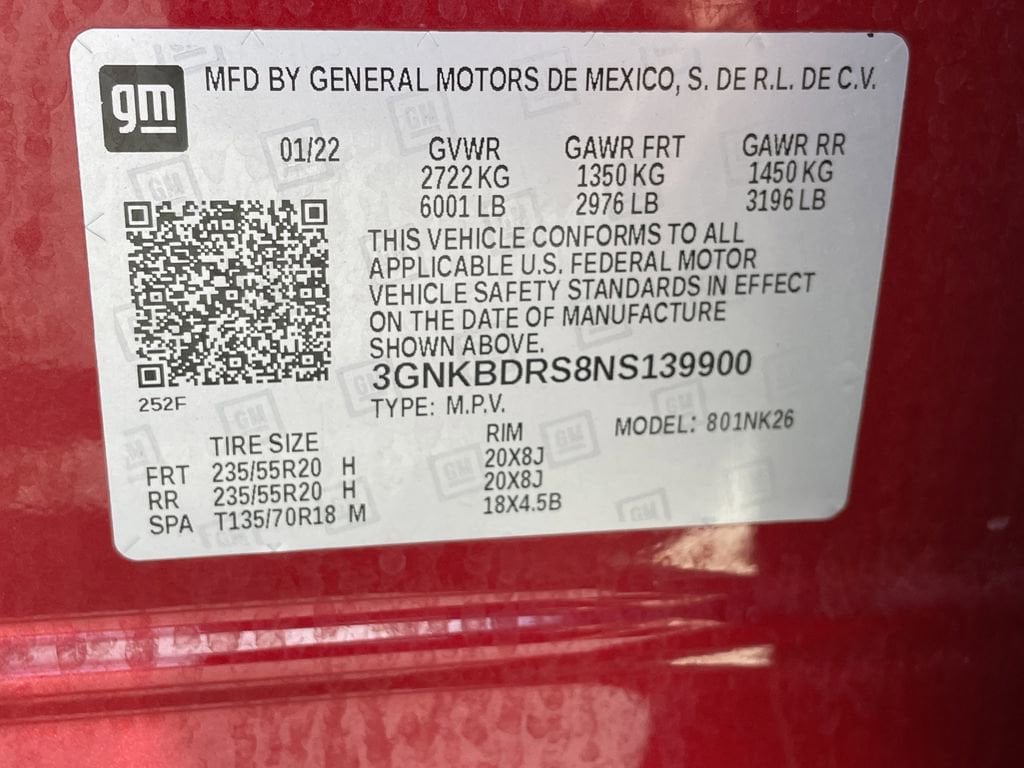 gm
MFD BY GENERAL MOTORS DE MEXICO, S. DE R.L. DE C.V.
01/22 GVWR GAWR FRT GAWR RR
2722 KG 1350 KG 1450 KG
6001 LB 2976 LB 3196 LB
THIS VEHICLE CONFORMS TO ALL
APPLICABLE U.S. FEDERAL MOTOR
VEHICLE SAFETY STANDARDS IN EFFECT
ON THE DATE OF MANUFACTURE
SHOWN ABOVE.
3GNKBDRS8NS139900
252F
TYPE: M.P.V.
MODEL: 801NK26
TIRE SIZE RIM
FRT 235/55R20 H 20X8J
RR 235/55R20 H 20X8J
SPA T135/70R18 M 18X4.5B